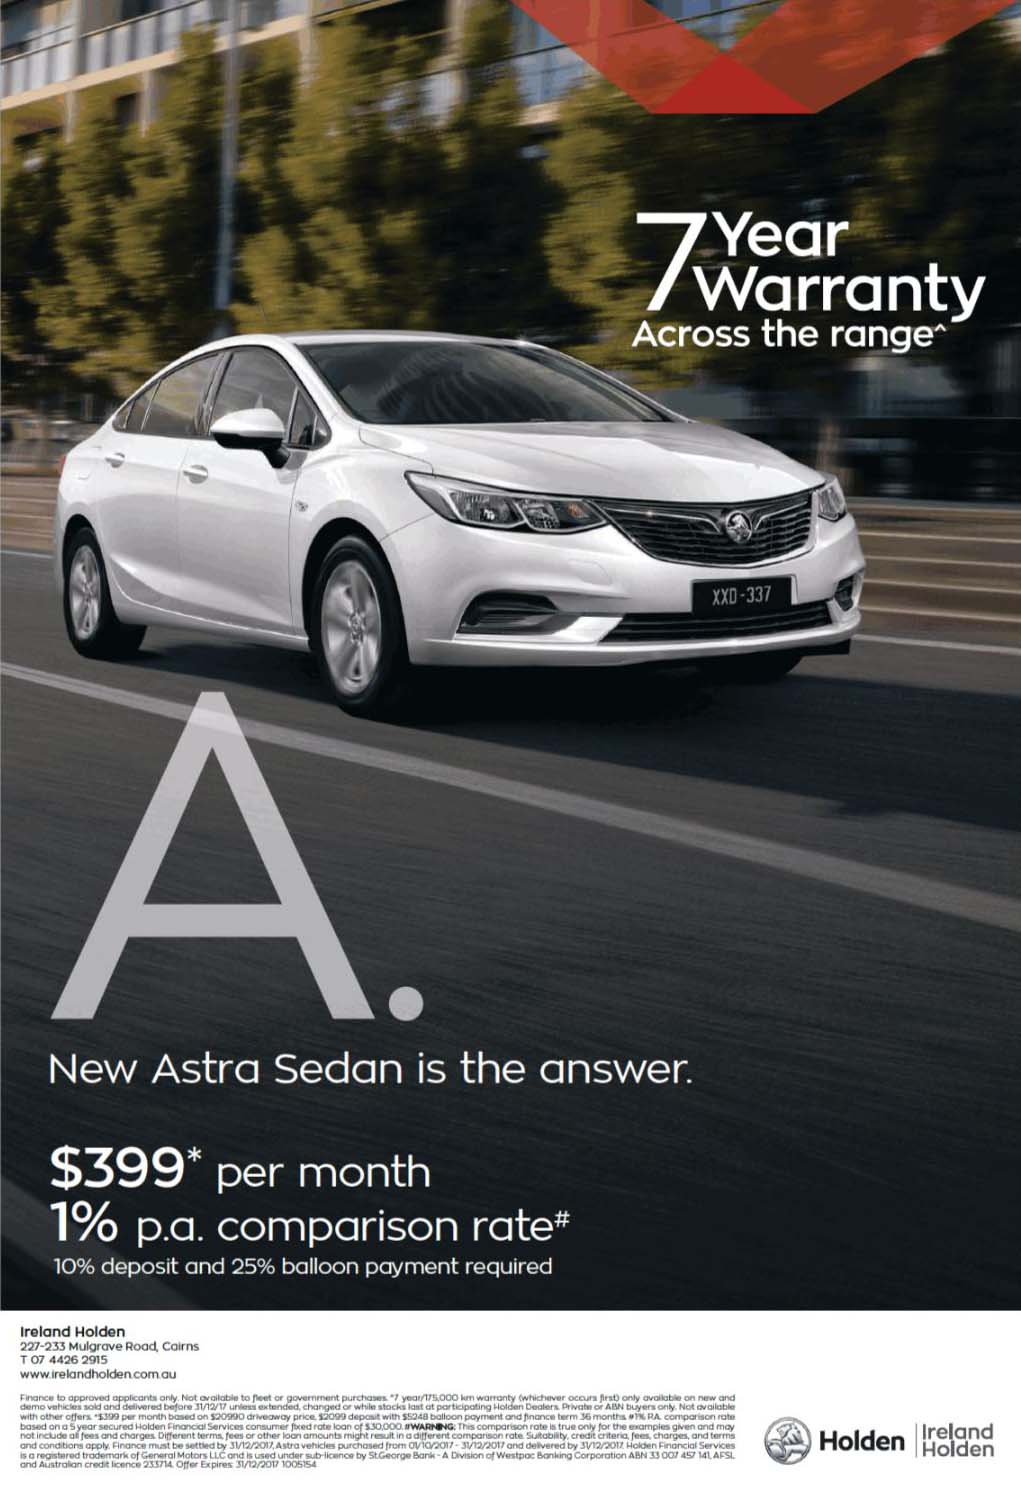 7 Year
Warranty
Across the range^
XXD-337
A.
New Astra Sedan is the answer.
$399* per month
1% p.a. comparison rate#
10% deposit and 25% balloon payment required
Ireland Holden
227-233 Mulgrave Road, Cairns
T 07 4426 2915
www.irelandholden.com.au
Finance to approved applicants only. Not available to fleet or government purchases. ^7 year/175,000 km warranty (whichever occurs first) only available on new and
demo vehicles sold and delivered before 31/12/17 unless extended, changed or while stocks last at participating Holden Dealers. Private or ABN buyers only. Not available
with other offers. *$399 per month based on $20990 driveaway price, $2099 deposit with $5248 balloon payment and finance term 36 months. #1% P.A. comparison rate
based on a 5 year secured Holden Financial Services consumer fixed rate loan of $30,000. #WARNING: This comparison rate is true only for the examples given and may
not include all fees and charges. Different terms, fees or other loan amounts might result in a different comparison rate. Suitability, credit criteria, fees, charges, and terms
and conditions apply. Finance must be settled by 31/12/2017. Astra vehicles purchased from 01/10/2017 - 31/12/2017 and delivered by 31/12/2017. Holden Financial Services
is a registered trademark of General Motors LLC and is used under sub-licence by St.George Bank - A Division of Westpac Banking Corporation ABN 33 007 457 141, AFSL
and Australian credit licence 233714. Offer Expires: 31/12/2017 1005154
Holden
Ireland
Holden